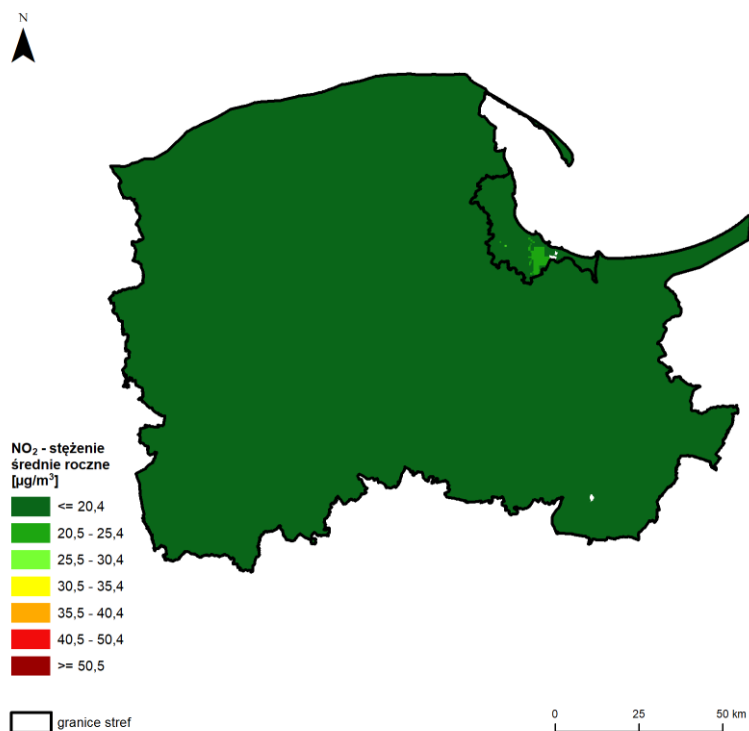 N
NO₂ - stężenie
średnie roczne
[µg/m³]
<= 20,4
20,5 - 25,4
25,5 - 30,4
30,5 - 35,4
35,5 - 40,4
40,5 - 50,4
>= 50,5
granice stref
0 25 50 km